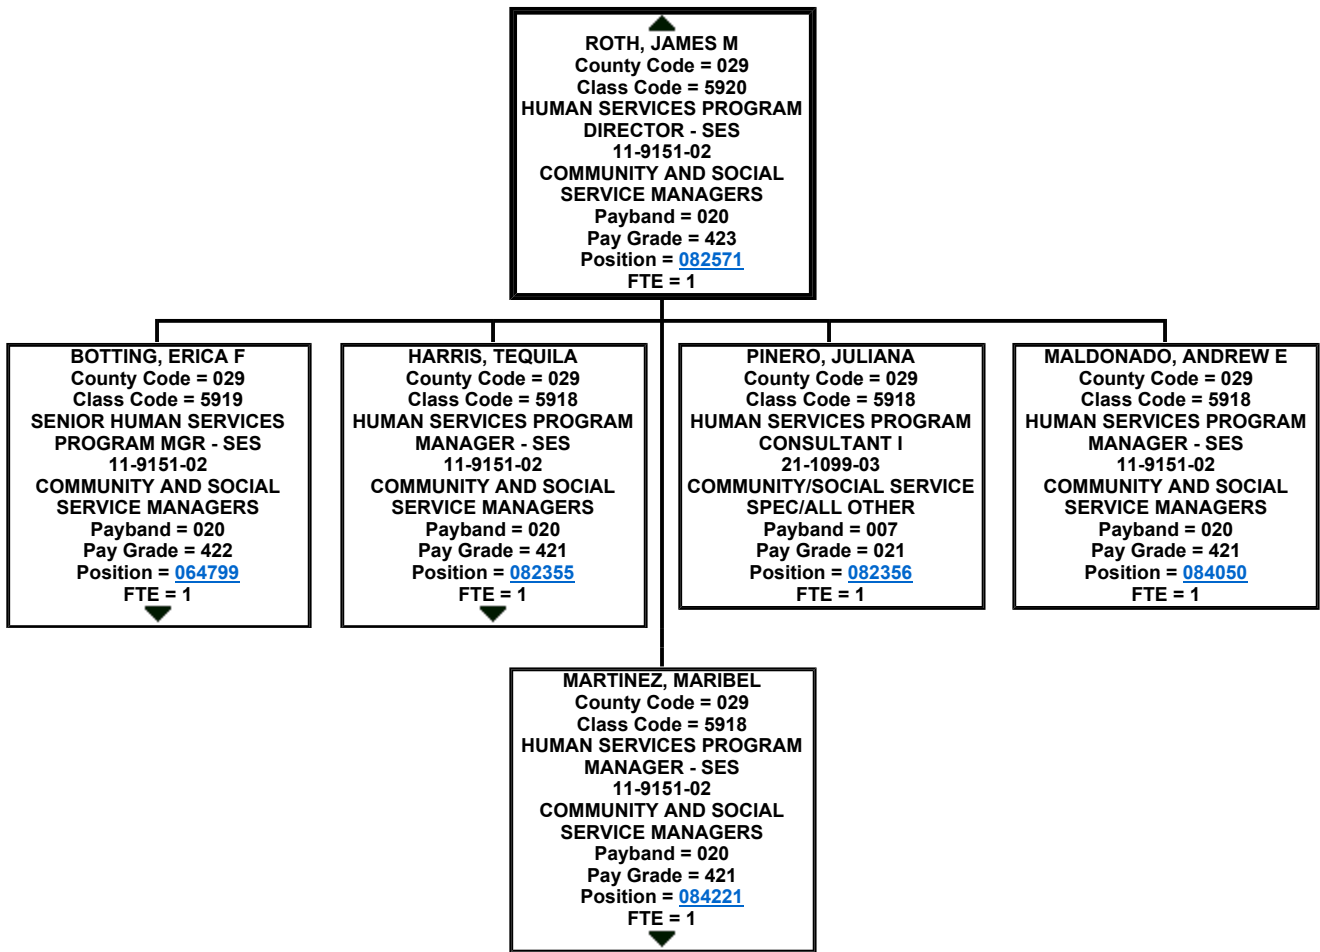 ROTH, JAMES M
County Code = 029
Class Code = 5920
HUMAN SERVICES PROGRAM
DIRECTOR - SES
11-9151-02
COMMUNITY AND SOCIAL
SERVICE MANAGERS
Payband = 020
Pay Grade = 423
Position = 082571
FTE = 1
BOTTING, ERICA F
County Code = 029
Class Code = 5919
SENIOR HUMAN SERVICES
PROGRAM MGR - SES
11-9151-02
COMMUNITY AND SOCIAL
SERVICE MANAGERS
Payband = 020
Pay Grade = 422
Position = 064799
FTE = 1
HARRIS, TEQUILA
County Code = 029
Class Code = 5918
HUMAN SERVICES PROGRAM
MANAGER - SES
11-9151-02
COMMUNITY AND SOCIAL
SERVICE MANAGERS
Payband = 020
Pay Grade = 421
Position = 082355
FTE = 1
PINERO, JULIANA
County Code = 029
Class Code = 5918
HUMAN SERVICES PROGRAM
CONSULTANT I
21-1099-03
COMMUNITY/SOCIAL SERVICE
SPEC/ALL OTHER
Payband = 007
Pay Grade = 021
Position = 082356
FTE = 1
MALDONADO, ANDREW E
County Code = 029
Class Code = 5918
HUMAN SERVICES PROGRAM
MANAGER - SES
11-9151-02
COMMUNITY AND SOCIAL
SERVICE MANAGERS
Payband = 020
Pay Grade = 421
Position = 084050
FTE = 1
MARTINEZ, MARIBEL
County Code = 029
Class Code = 5918
HUMAN SERVICES PROGRAM
MANAGER - SES
11-9151-02
COMMUNITY AND SOCIAL
SERVICE MANAGERS
Payband = 020
Pay Grade = 421
Position = 084221
FTE = 1